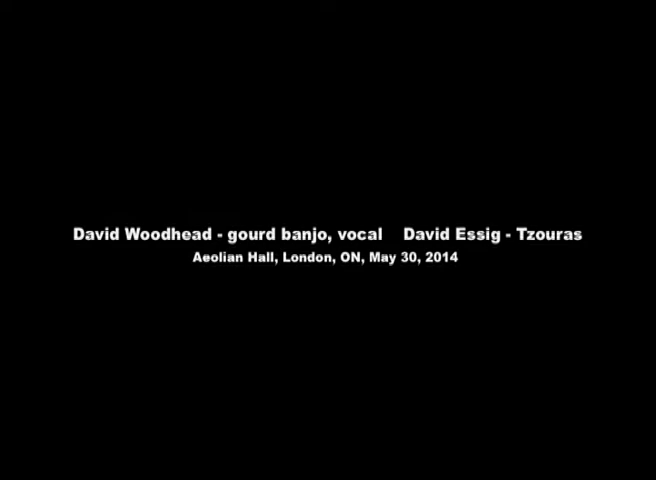 David Woodhead - gourd banjo, vocal David Essig - Tzouras
Aeolian Hall, London, ON, May 30, 2014